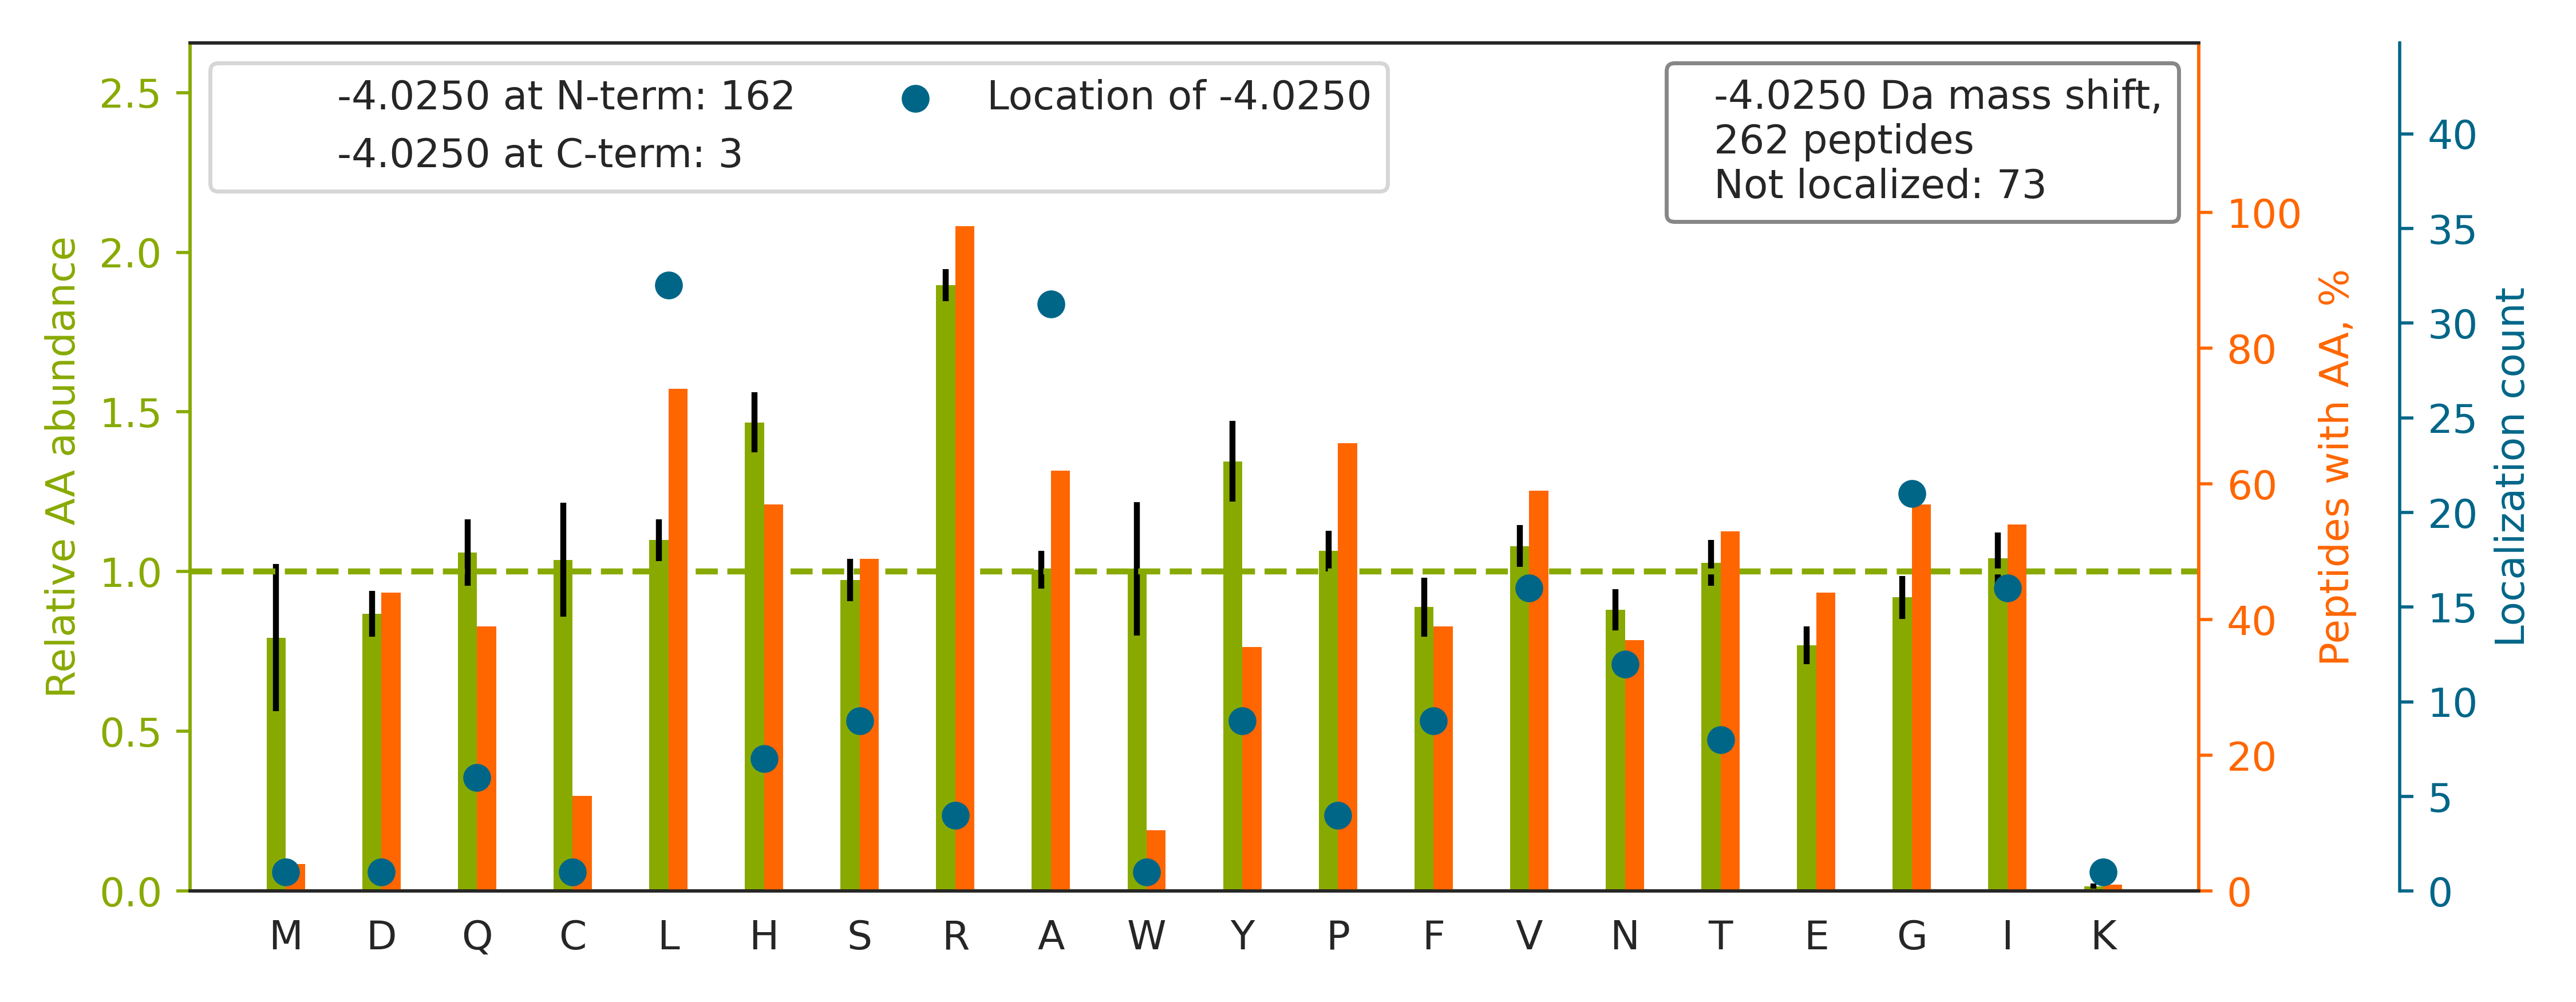 -4.0250 at N-term: 162
-4.0250 at C-term: 3
Location of -4.0250
-4.0250 Da mass shift,
262 peptides
Not localized: 73
Relative AA abundance
2.5
2.0
1.5
1.0
0.5
0.0
M D Q C L H S R A W Y P F V N T E G I K
100
80
60
40
20
0
Peptides with AA, %
40
35
30
25
20
15
10
5
0
Localization count